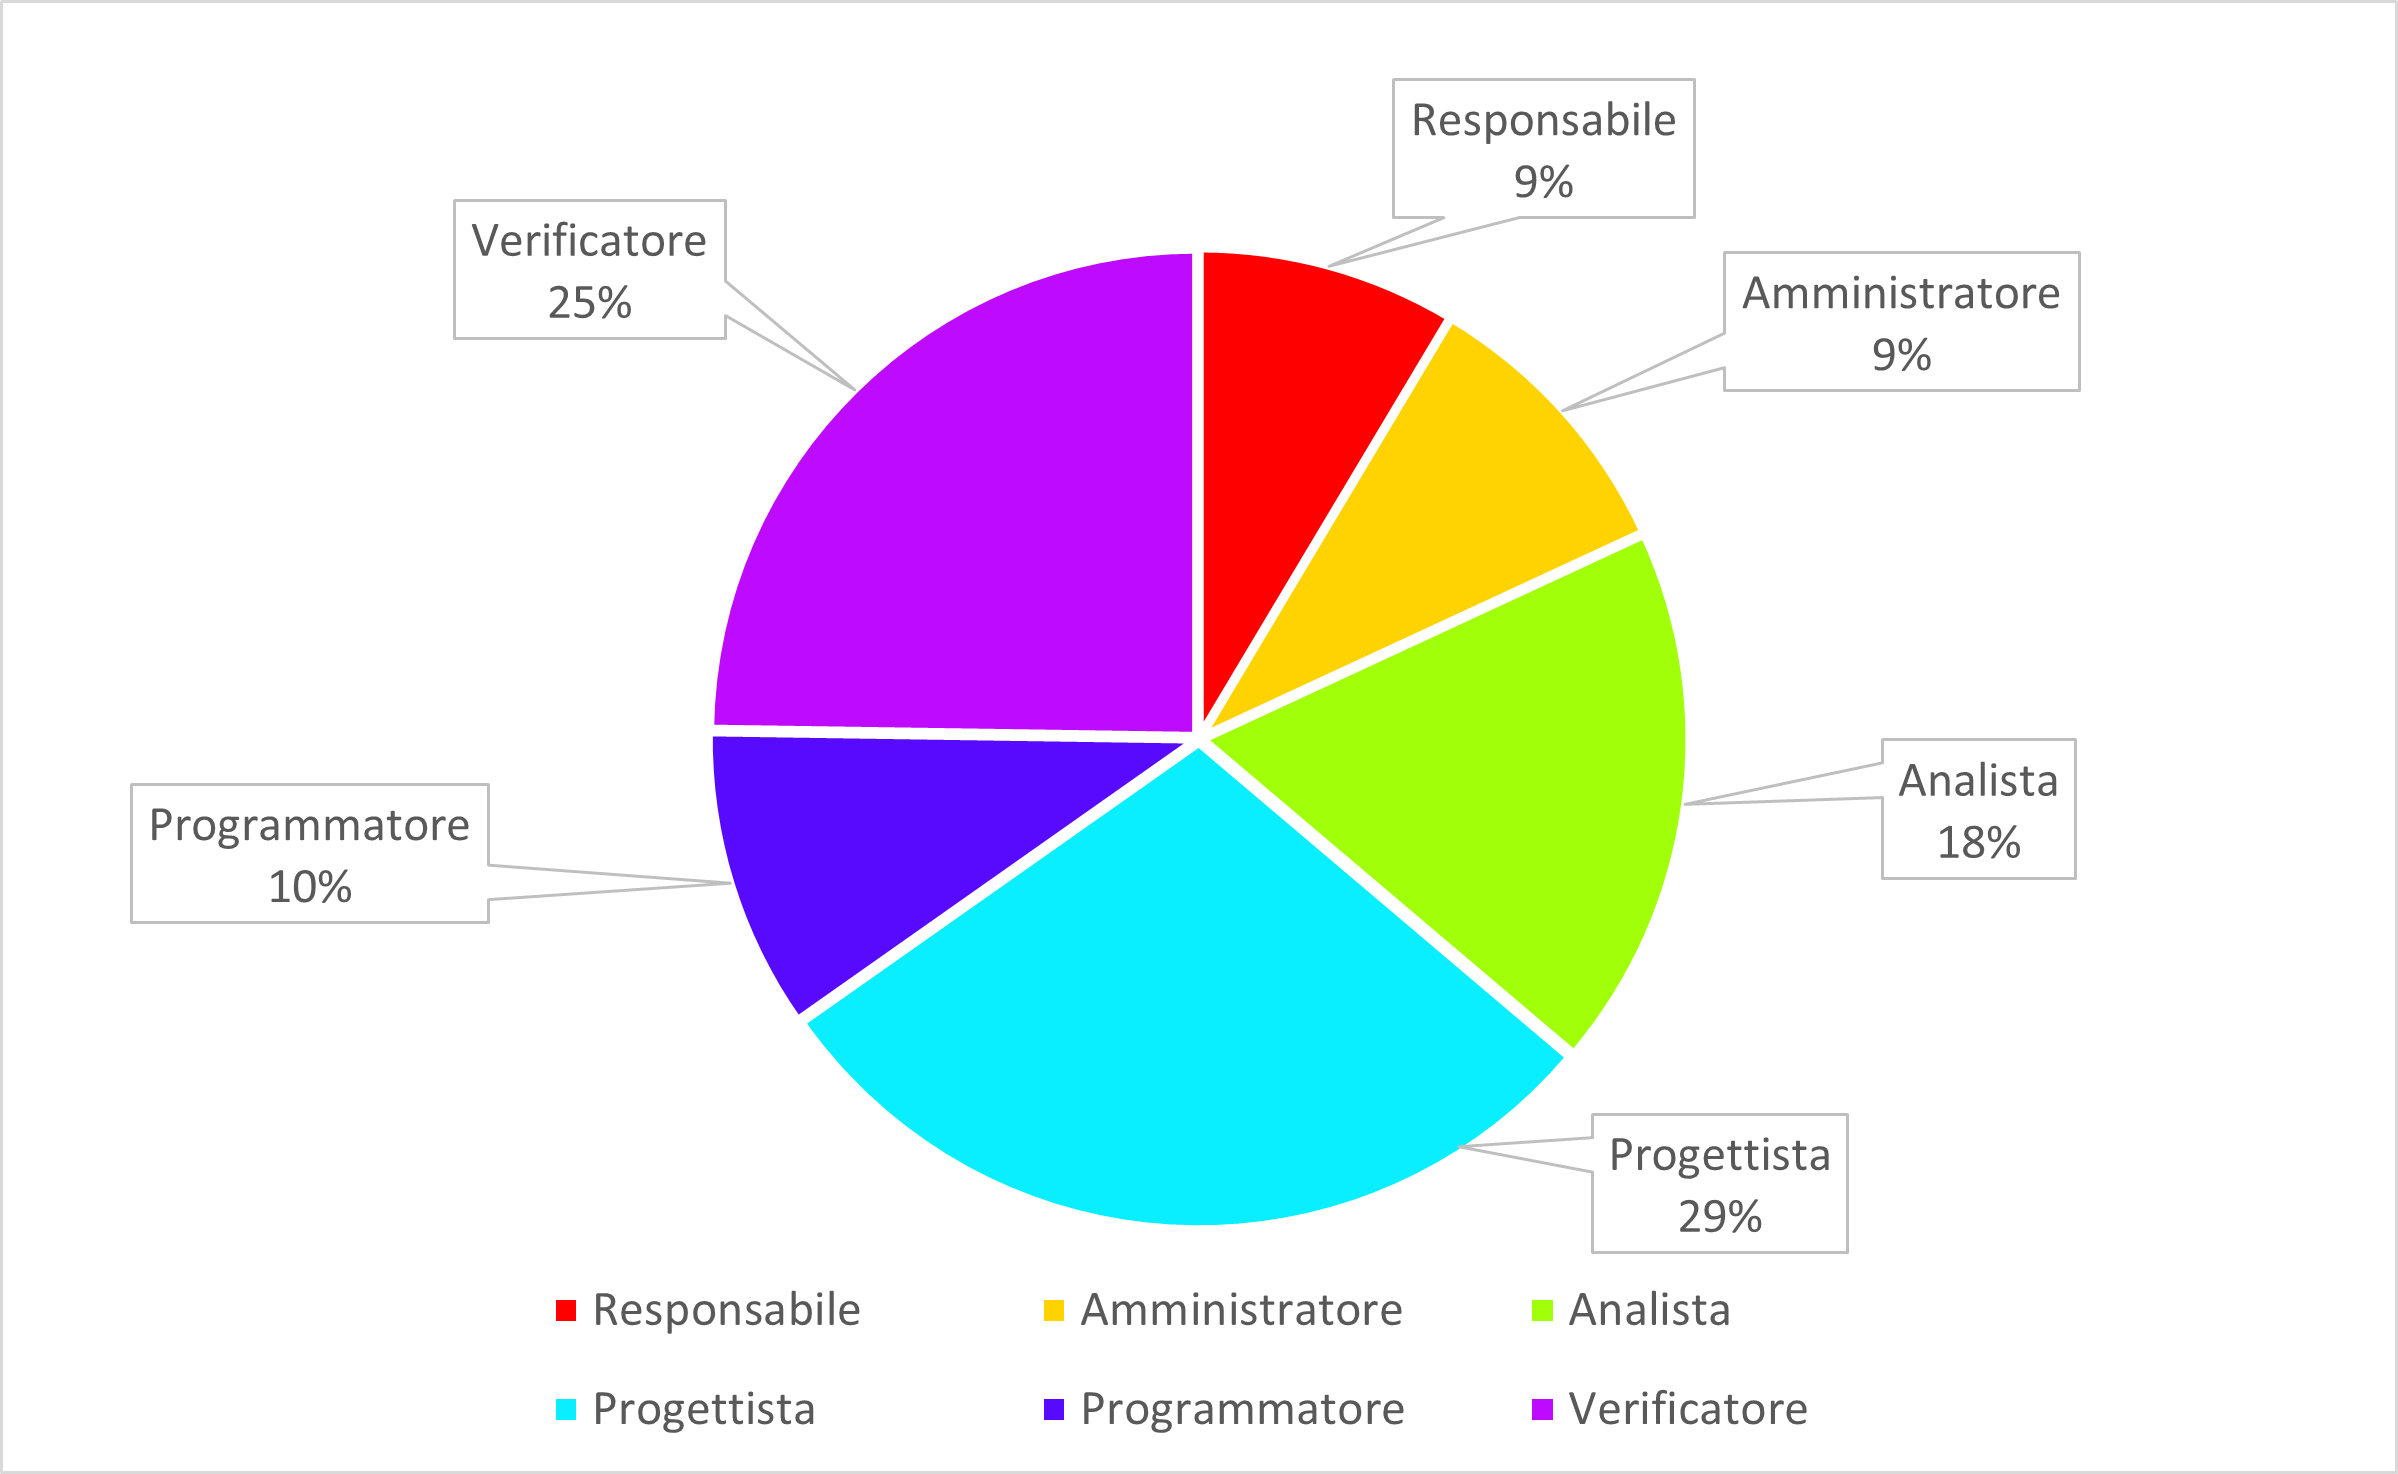 Responsabile
9%
Verificatore
25%
Amministratore
9%
Analista
18%
Programmatore
10%
Progettista
29%
Responsabile
Amministratore
Analista
Progettista
Programmatore
Verificatore